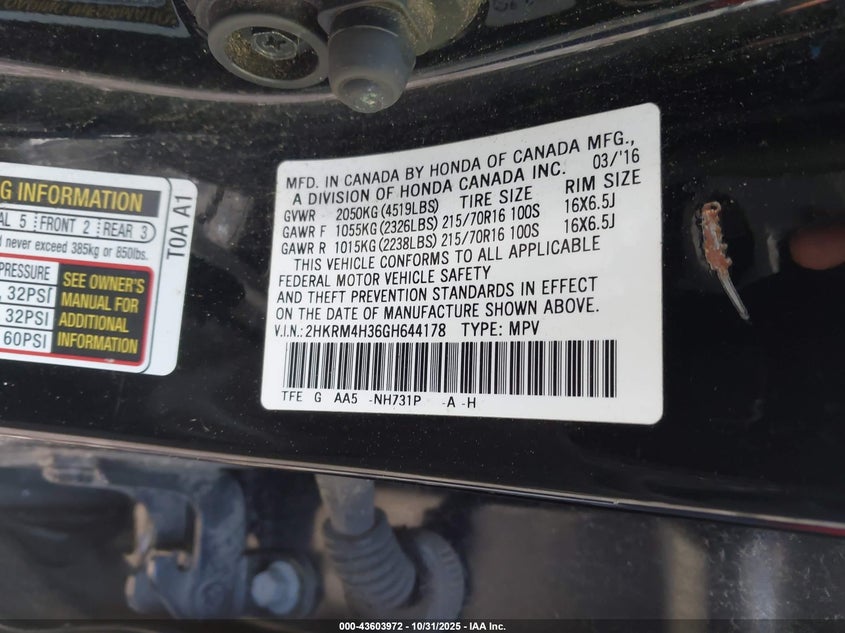 G INFORMATION
AL 5 FRONT 2 REAR 3
d never exceed 385kg or 850lbs.
PRESSURE
, 32PSI
, 32PSI
60PSI
SEE OWNER'S
MANUAL FOR
ADDITIONAL
INFORMATION
TOA A1
MFD. IN CANADA BY HONDA OF CANADA MFG.,
A DIVISION OF HONDA CANADA INC. 03/'16
GVWR 2050KG (4519LBS) TIRE SIZE RIM SIZE
GAWR F 1055KG (2326LBS) 215/70R16 100S 16X6.5J
GAWR R 1015KG (2238LBS) 215/70R16 100S 16X6.5J
THIS VEHICLE CONFORMS TO ALL APPLICABLE
FEDERAL MOTOR VEHICLE SAFETY
AND THEFT PREVENTION STANDARDS IN EFFECT
ON THE DATE OF MANUFACTURE SHOWN ABOVE.
V.I.N.: 2HKRM4H36GH644178 TYPE: MPV
TFE G AA5 -NH731P -A -H
000-43603972 - 10/31/2025 - IAA Inc.